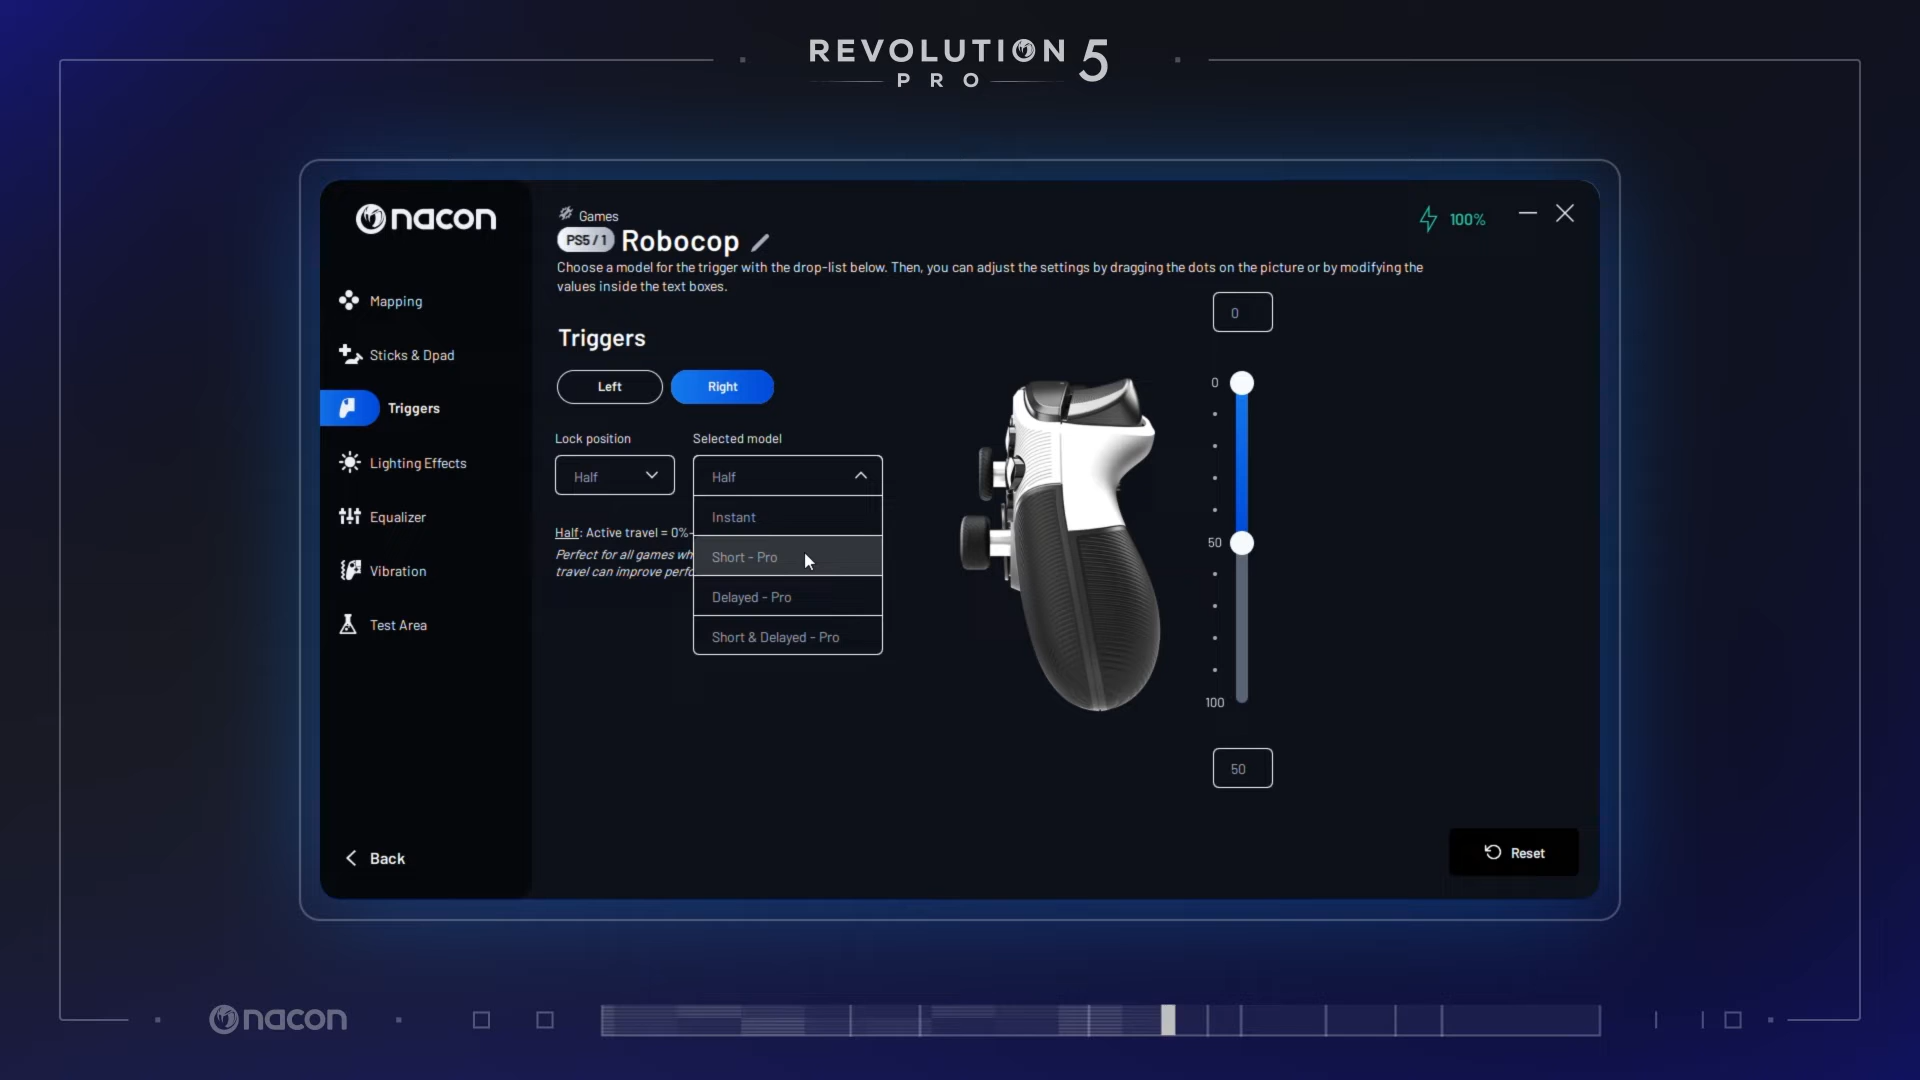 REVOLUTION 5
PRO
nacon
Games
PS5 / 1 Robocop
100%
Choose a model for the trigger with the drop-list below. Then, you can adjust the settings by dragging the dots on the picture or by modifying the
values inside the text boxes.
Mapping
Sticks & Dpad
Triggers
Lighting Effects
Equalizer
Vibration
Test Area
Back
Triggers
Left
Right
Lock position
Selected model
Half
Half
Instant
Short - Pro
Delayed - Pro
Short & Delayed - Pro
Half: Active travel = 0%-
Perfect for all games wh
travel can improve perfo
0
0
50
100
50
Reset
nacon